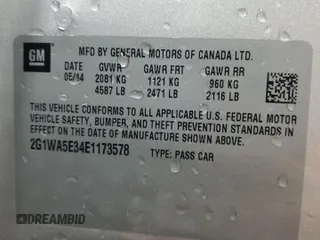 GM
MFD BY GENERAL MOTORS OF CANADA LTD.
DATE GVWR GAWR FRT GAWR RR
05/14 2081 KG 1121 KG 960 KG
4587 LB 2471 LB 2116 LB
THIS VEHICLE CONFORMS TO ALL APPLICABLE U.S. FEDERAL MOTOR
VEHICLE SAFETY, BUMPER, AND THEFT PREVENTION STANDARDS IN
EFFECT ON THE DATE OF MANUFACTURE SHOWN ABOVE.
2G1WA5E34E1173578 TYPE: PASS CAR
DREAMBID